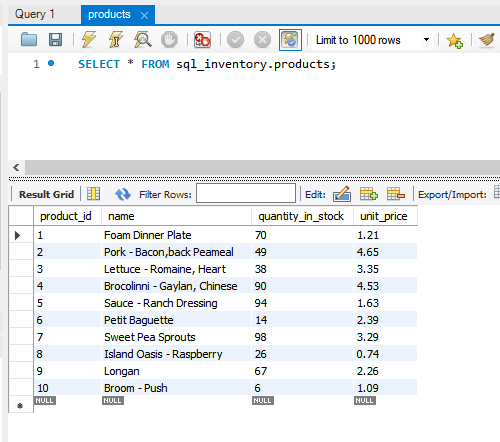 Query 1 products
Limit to 1000 rows
1 SELECT * FROM sql_inventory.products;
Result Grid Filter Rows: Edit: Export/Import:
product_id name quantity_in_stock unit_price
1 Foam Dinner Plate 70 1.21
2 Pork - Bacon,back Peameal 49 4.65
3 Lettuce - Romaine, Heart 38 3.35
4 Brocolinni - Gaylan, Chinese 90 4.53
5 Sauce - Ranch Dressing 94 1.63
6 Petit Baguette 14 2.39
7 Sweet Pea Sprouts 98 3.29
8 Island Oasis - Raspberry 26 0.74
9 Longan 67 2.26
10 Broom - Push 6 1.09
NULL NULL NULL NULL